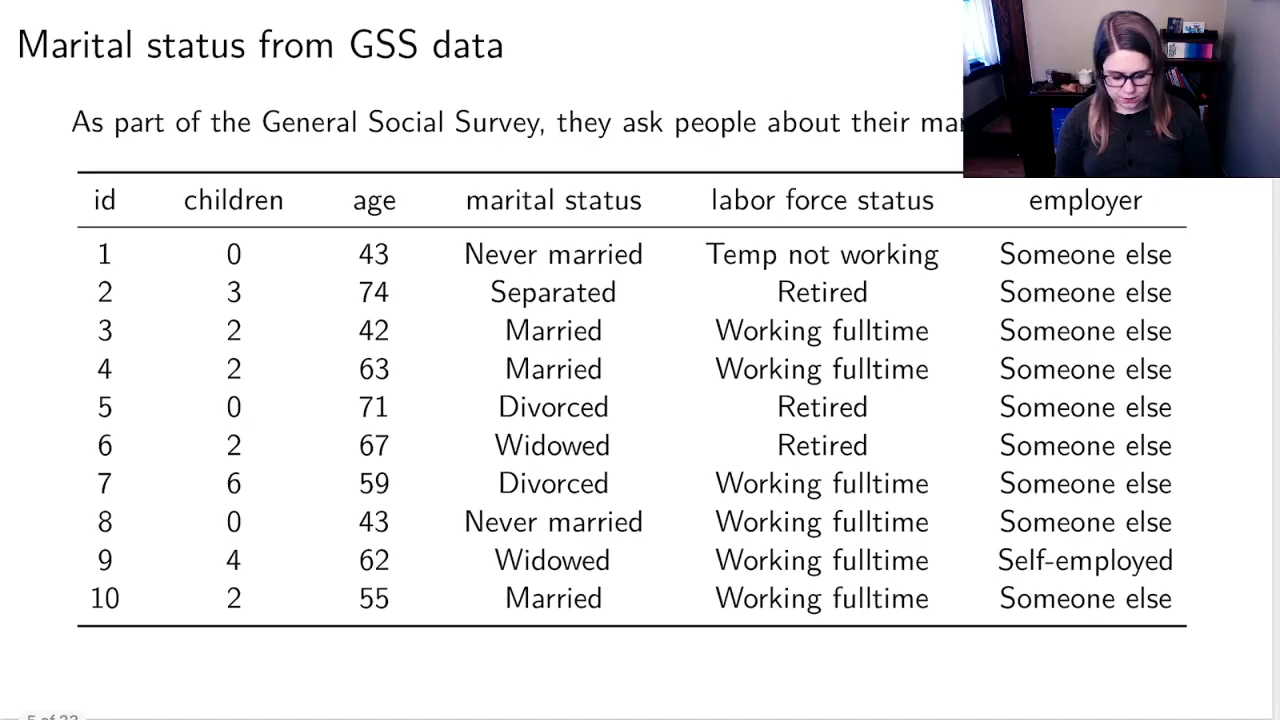 Marital status from GSS data
As part of the General Social Survey, they ask people about their
id children age marital status labor force status employer
1 0 43 Never married Temp not working Someone else
2 3 74 Separated Retired Someone else
3 2 42 Married Working fulltime Someone else
4 2 63 Married Working fulltime Someone else
5 0 71 Divorced Retired Someone else
6 2 67 Widowed Retired Someone else
7 6 59 Divorced Working fulltime Someone else
8 0 43 Never married Working fulltime Someone else
9 4 62 Widowed Working fulltime Self-employed
10 2 55 Married Working fulltime Someone else